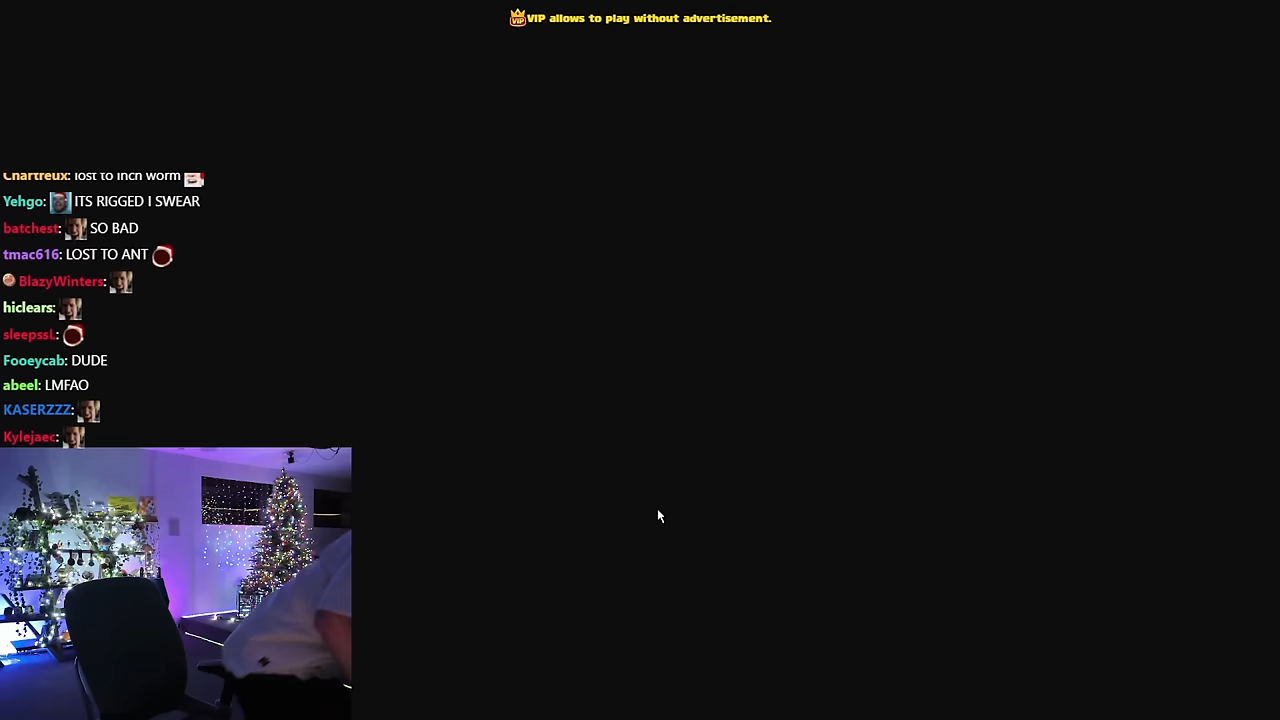 VIP allows to play without advertisement.
Chartreux: lost to inch worm
Yehgo: ITS RIGGED I SWEAR
batchest: SO BAD
tmac616: LOST TO ANT
BlazyWinters:
hiclears:
sleepssL:
Fooeycab: DUDE
abeel: LMFAO
KASERZZZ:
Kylejaec: